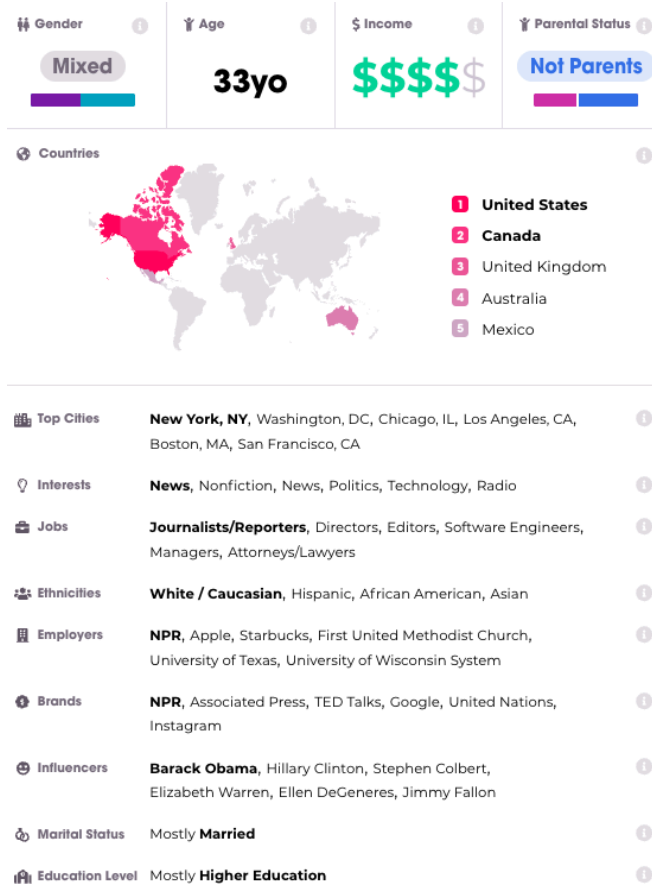 Gender
Age
$ Income
Parental Status
Mixed
33yo
$$$$$
Not Parents
Countries
1 United States
2 Canada
3 United Kingdom
4 Australia
5 Mexico
Top Cities New York, NY, Washington, DC, Chicago, IL, Los Angeles, CA,
Boston, MA, San Francisco, CA
Interests News, Nonfiction, News, Politics, Technology, Radio
Jobs Journalists/Reporters, Directors, Editors, Software Engineers,
Managers, Attorneys/Lawyers
Ethnicities White / Caucasian, Hispanic, African American, Asian
Employers NPR, Apple, Starbucks, First United Methodist Church,
University of Texas, University of Wisconsin System
Brands NPR, Associated Press, TED Talks, Google, United Nations,
Instagram
Influencers Barack Obama, Hillary Clinton, Stephen Colbert,
Elizabeth Warren, Ellen DeGeneres, Jimmy Fallon
Marital Status Mostly Married
Education Level Mostly Higher Education